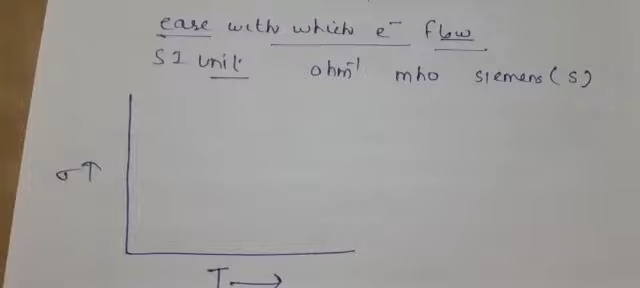 ease with which e⁻ flow
SI unit ohm⁻¹ mho siemens (S)
σ↑
T→